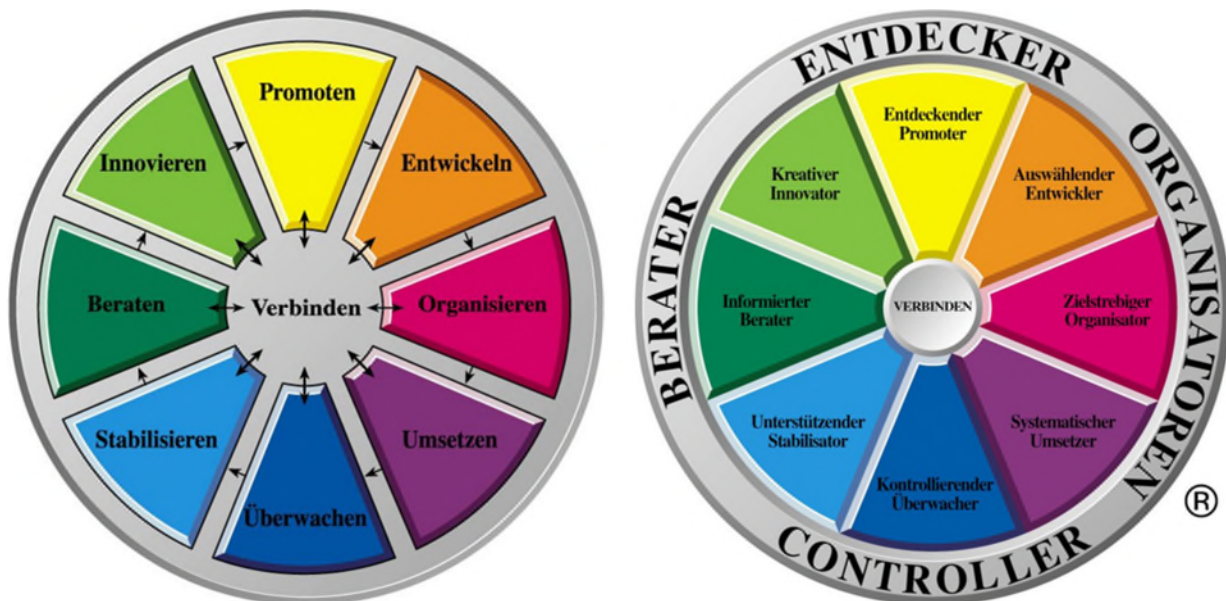 Promoten
Entwickeln
Organisieren
Umsetzen
Überwachen
Stabilisieren
Beraten
Innovieren
Verbinden
ENTDECKER
ORGANISATOREN
CONTROLLER
BERATER
Entdeckender
Promoter
Auswählender
Entwickler
Zielstrebiger
Organisator
Systematischer
Umsetzer
Kontrollierender
Überwacher
Unterstützender
Stabilisator
Informierter
Berater
Kreativer
Innovator
VERBINDEN
®